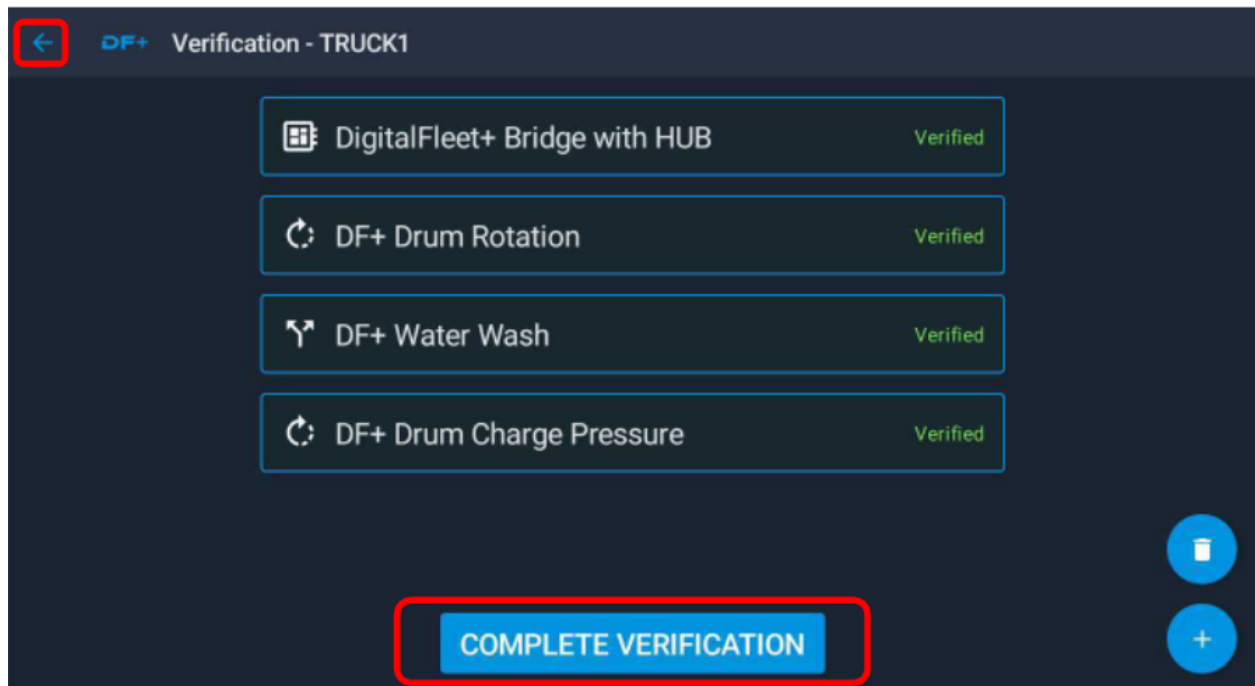 DF+ Verification - TRUCK1
DigitalFleet+ Bridge with HUB Verified
DF+ Drum Rotation Verified
DF+ Water Wash Verified
DF+ Drum Charge Pressure Verified
COMPLETE VERIFICATION